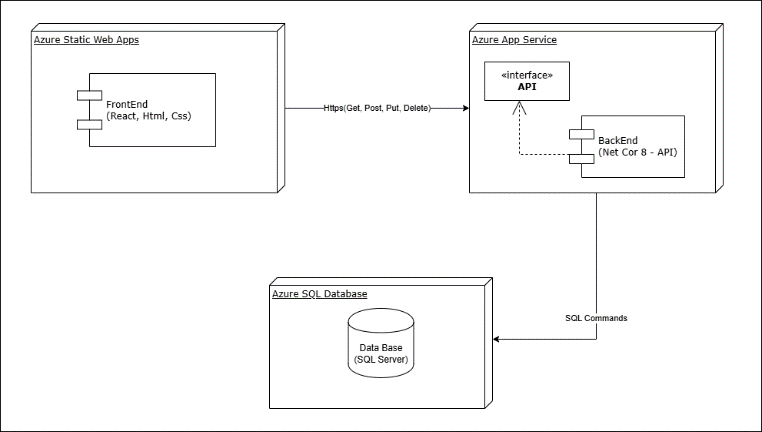 Azure Static Web Apps
FrontEnd
(React, Html, Css)
Https(Get, Post, Put, Delete)
Azure App Service
«interface»
API
BackEnd
(Net Cor 8 - API)
SQL Commands
Azure SQL Database
Data Base
(SQL Server)